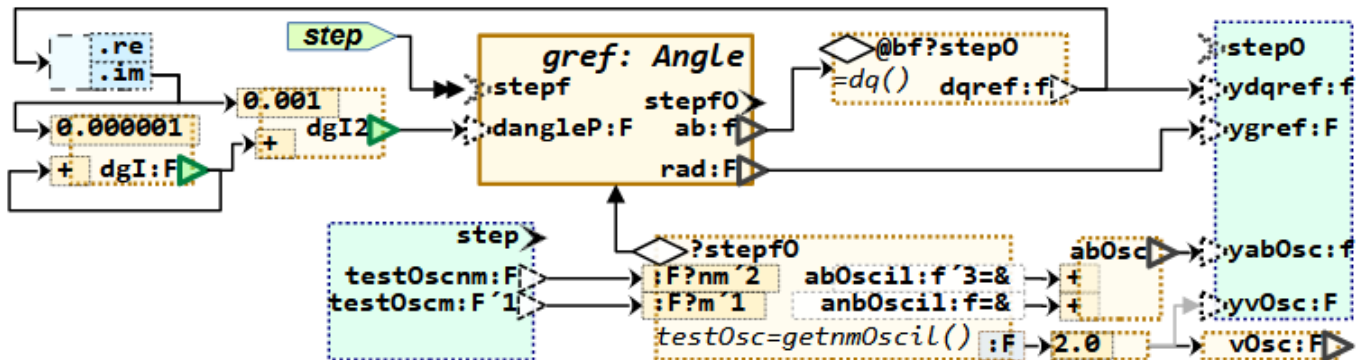 .re
.im
step
gref: Angle
stepf
stepfO
dangleP:F
ab:f
rad:F
@bf?stepO
=dq()
dqref:f
stepO
ydqref:f
ygref:F
yabOsc:f
yvOsc:F
0.001
0.000001
dgI2
+
+
dgI:F
step
testOscnm:F
testOscm:F´1
?stepfO
:F?nm´2
abOscil:f´3=&
:F?m´1
anbOscil:f=&
testOsc=getnmOscil()
:F
abOsc
+
+
2.0
vOsc:F